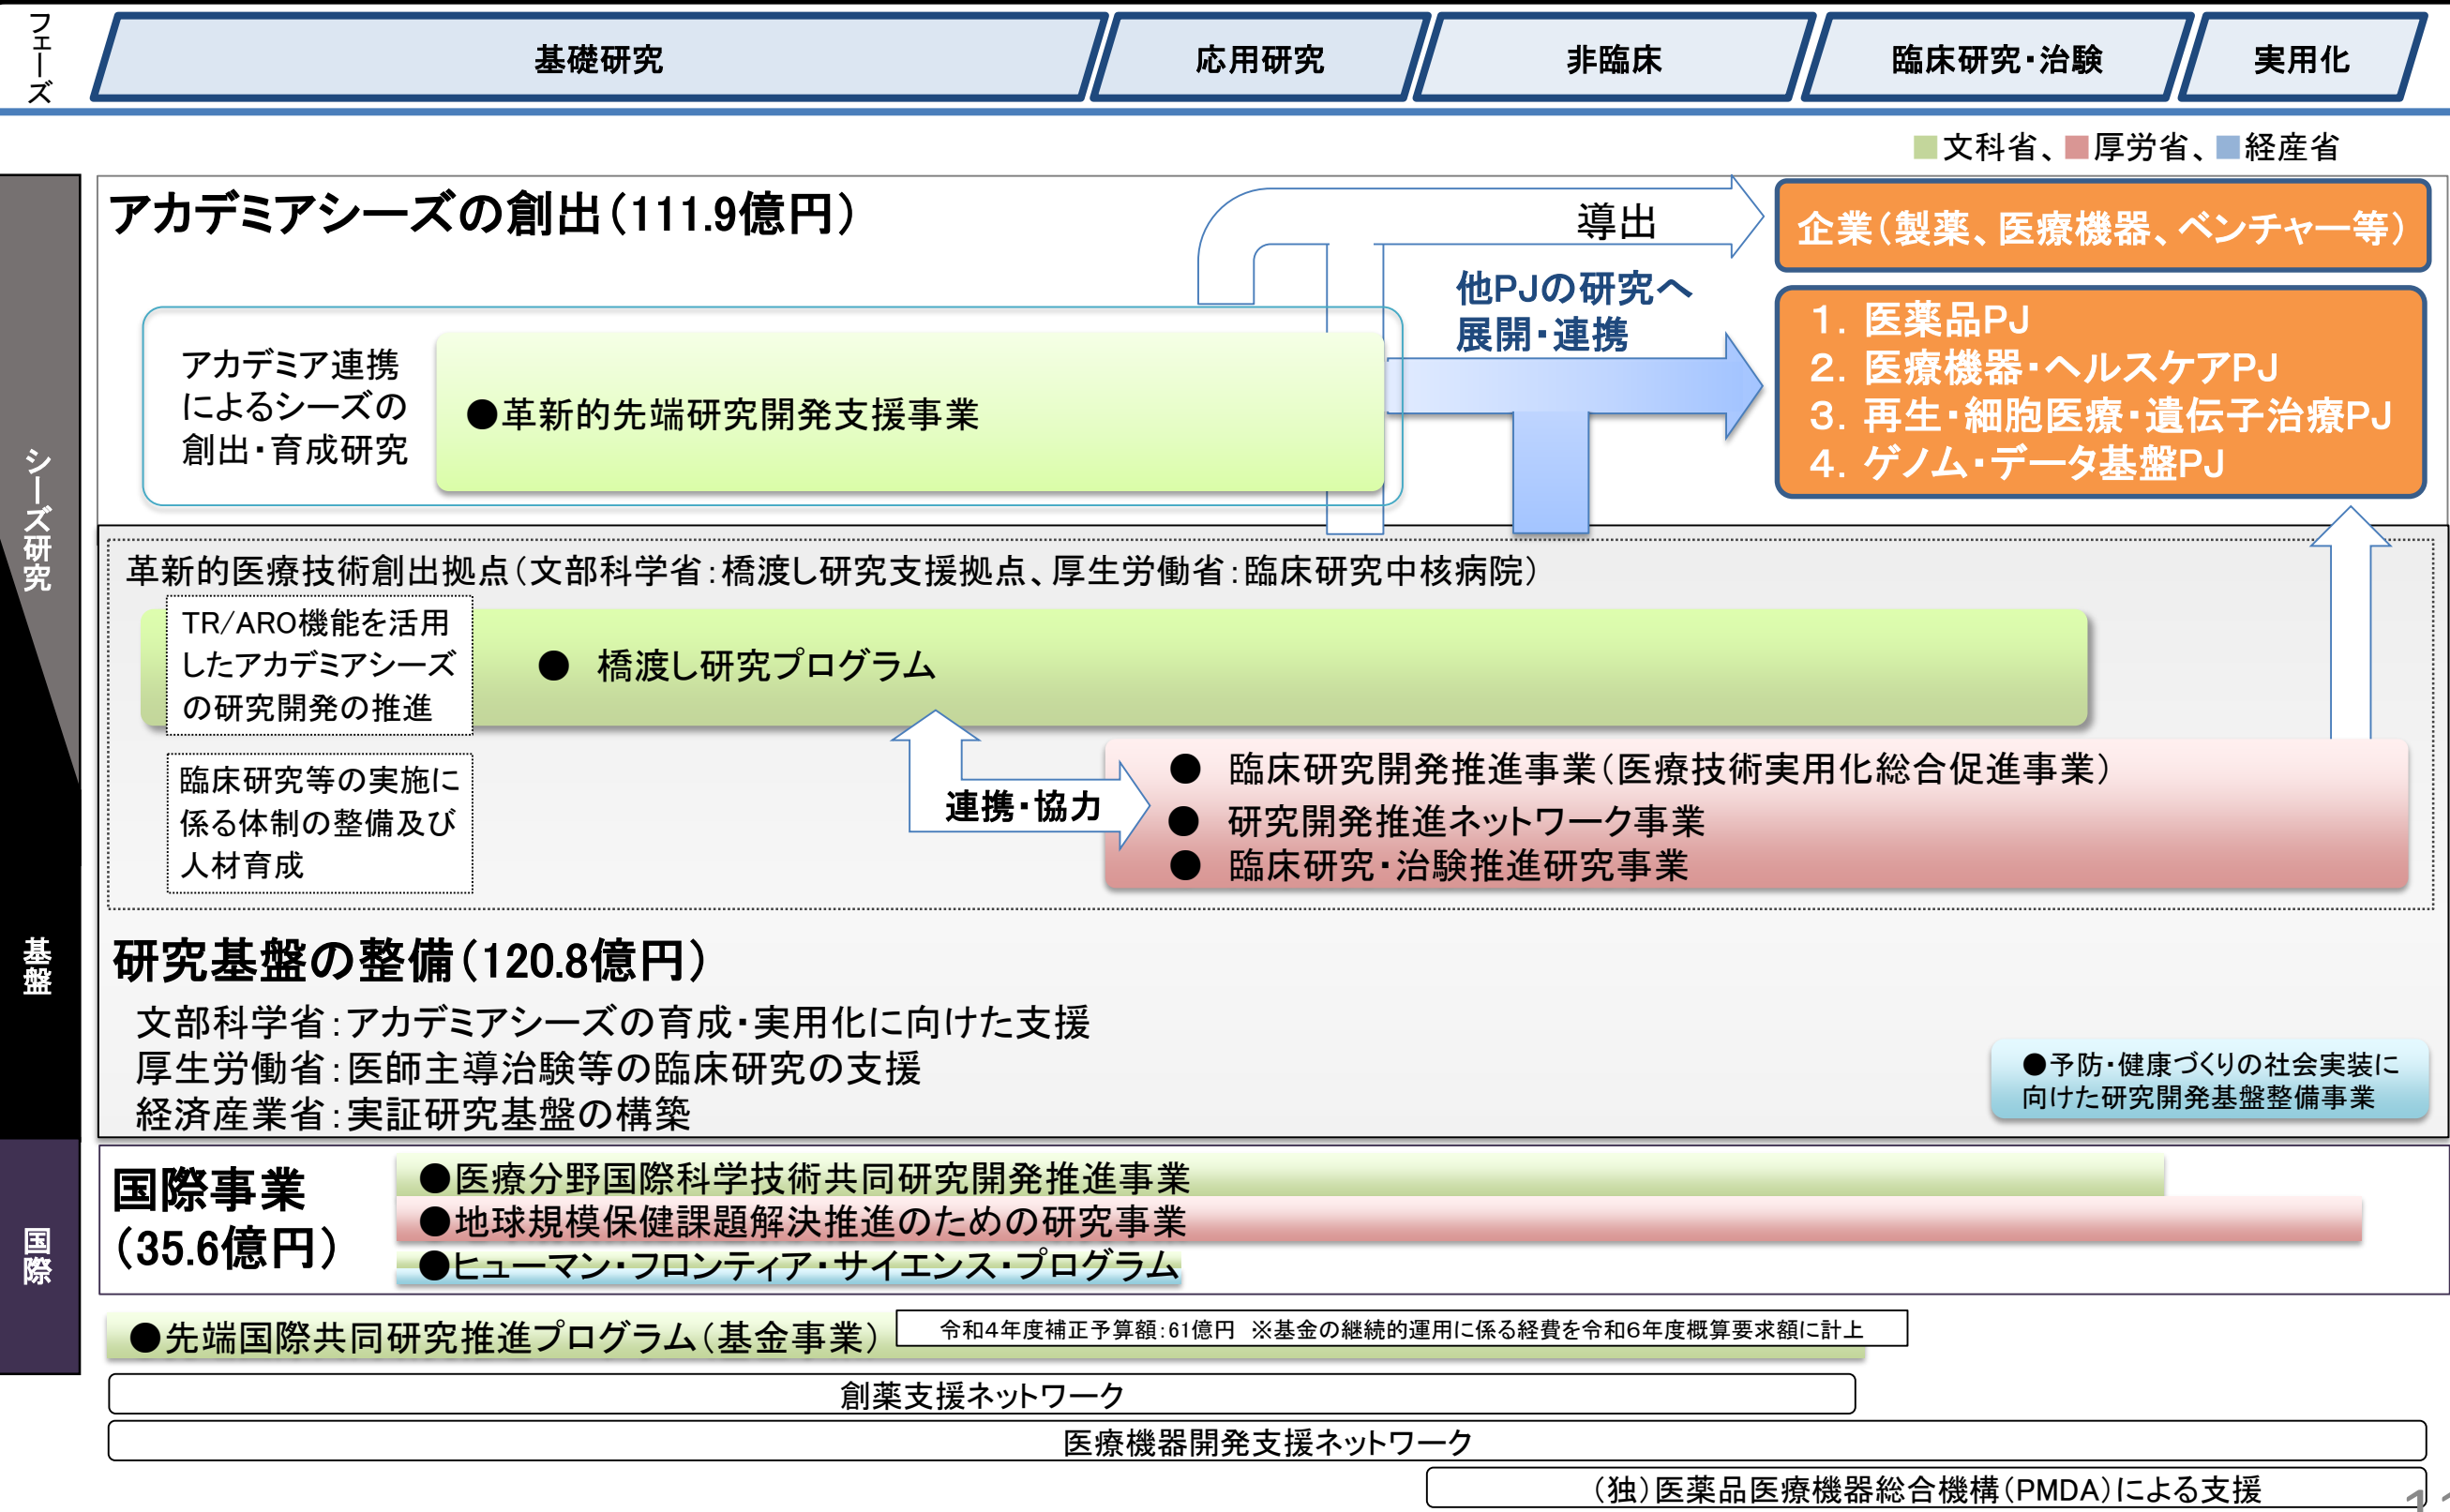 フェーズ
基礎研究
応用研究
非臨床
臨床研究・治験
実用化
■文科省、■厚労省、■経産省
シーズ研究
アカデミアシーズの創出（111.9億円）
導出
企業（製薬、医療機器、ベンチャー等）
他PJの研究へ
展開・連携
1. 医薬品PJ
2. 医療機器・ヘルスケアPJ
3. 再生・細胞医療・遺伝子治療PJ
4. ゲノム・データ基盤PJ
アカデミア連携
によるシーズの
創出・育成研究
●革新的先端研究開発支援事業
革新的医療技術創出拠点（文部科学省：橋渡し研究支援拠点、厚生労働省：臨床研究中核病院）
TR/ARO機能を活用
したアカデミアシーズ
の研究開発の推進
● 橋渡し研究プログラム
臨床研究等の実施に
係る体制の整備及び
人材育成
連携・協力
● 臨床研究開発推進事業（医療技術実用化総合促進事業）
● 研究開発推進ネットワーク事業
● 臨床研究・治験推進研究事業
基盤
研究基盤の整備（120.8億円）
文部科学省：アカデミアシーズの育成・実用化に向けた支援
厚生労働省：医師主導治験等の臨床研究の支援
経済産業省：実証研究基盤の構築
●予防・健康づくりの社会実装に
向けた研究開発基盤整備事業
国際
国際事業
（35.6億円）
●医療分野国際科学技術共同研究開発推進事業
●地球規模保健課題解決推進のための研究事業
●ヒューマン・フロンティア・サイエンス・プログラム
●先端国際共同研究推進プログラム（基金事業）
令和4年度補正予算額：61億円 ※基金の継続的運用に係る経費を令和6年度概算要求額に計上
創薬支援ネットワーク
医療機器開発支援ネットワーク
（独）医薬品医療機器総合機構（PMDA）による支援